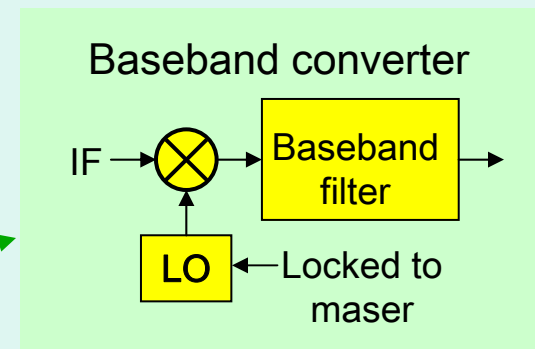 Baseband converter
IF
Baseband
filter
LO
Locked to
maser